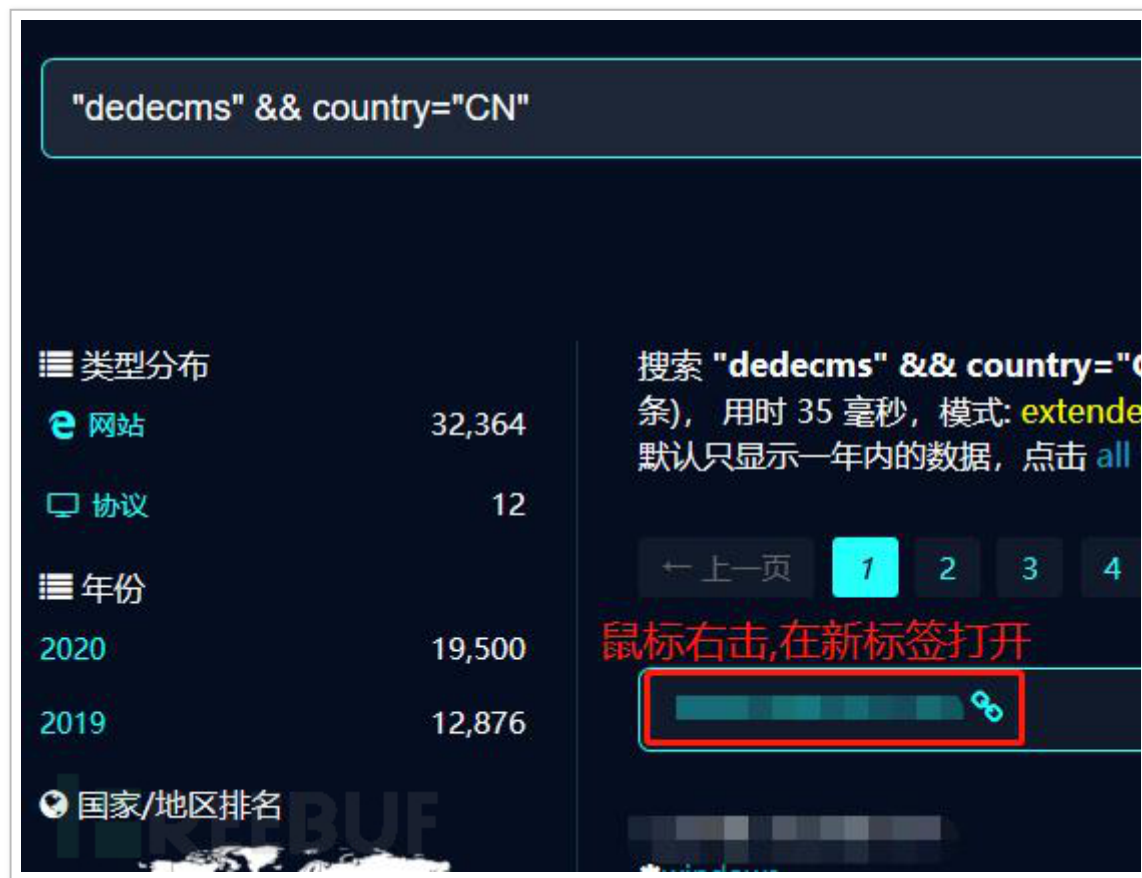 "dedecms" && country="CN"
类型分布
网站 32,364
协议 12
年份
2020 19,500
2019 12,876
国家/地区排名
搜索 "dedecms" && country="C
条), 用时 35 毫秒, 模式: extende
默认只显示一年内的数据, 点击 all
←上一页 1 2 3 4
鼠标右击,在新标签打开
windows
REEBUF